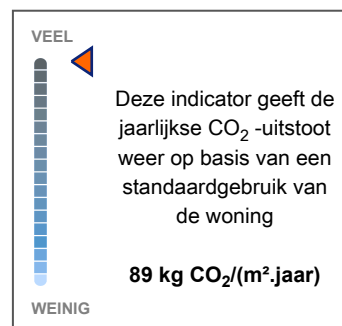 VEEL
Deze indicator geeft de
jaarlijkse CO₂ -uitstoot
weer op basis van een
standaardgebruik van
de woning
89 kg CO₂/(m².jaar)
WEINIG